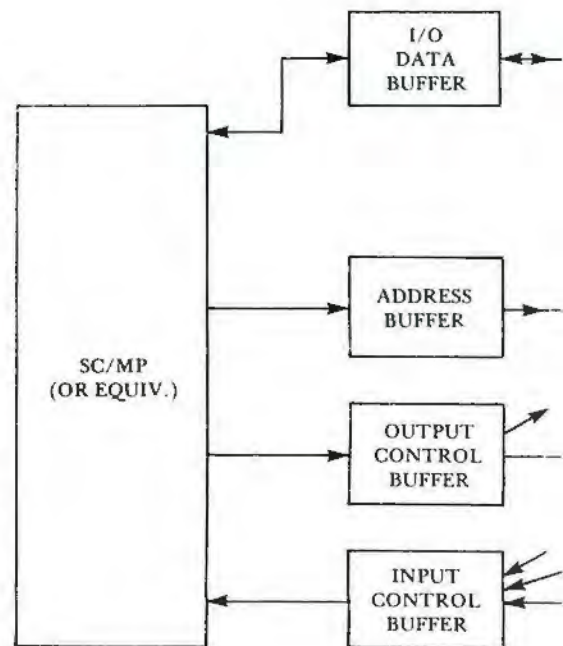 I/O
DATA
BUFFER
ADDRESS
BUFFER
SC/MP
(OR EQUIV.)
OUTPUT
CONTROL
BUFFER
INPUT
CONTROL
BUFFER